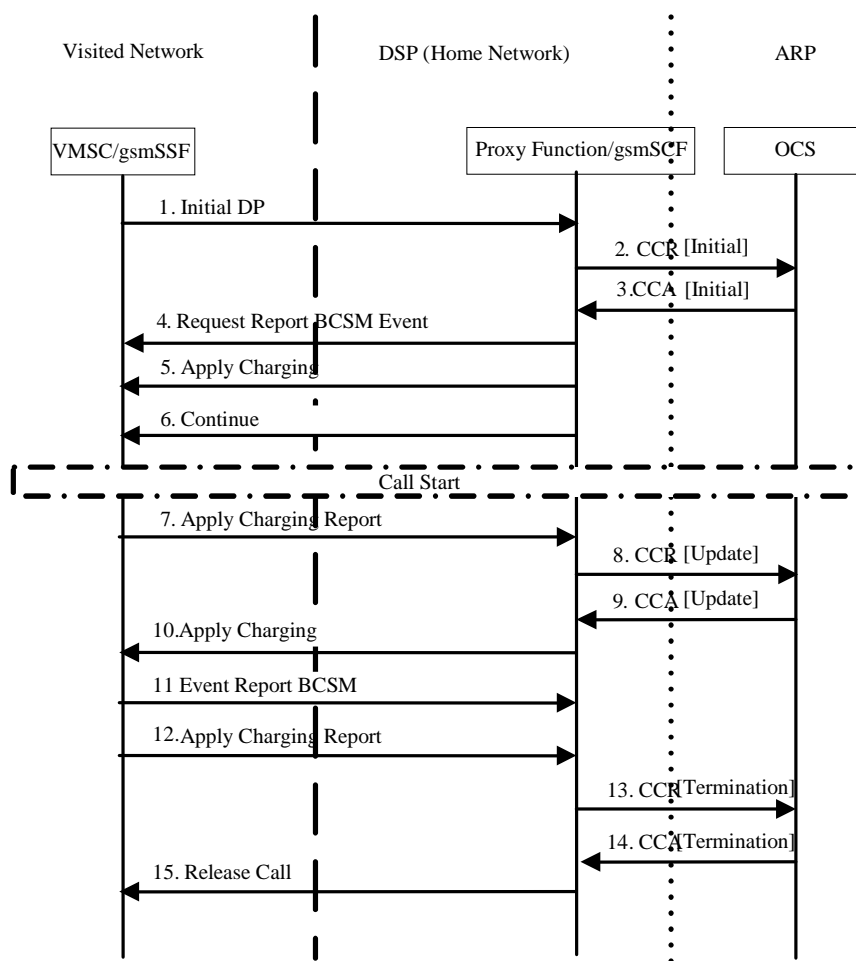 Visited Network
DSP (Home Network)
ARP
VMSC/gsmSSF
Proxy Function/gsmSCF
OCS
1. Initial DP
2. CCR [Initial]
3.CCA [Initial]
4. Request Report BCSM Event
5. Apply Charging
6. Continue
Call Start
7. Apply Charging Report
8. CCR [Update]
9. CCA [Update]
10.Apply Charging
11 Event Report BCSM
12.Apply Charging Report
13. CCR[Termination]
14. CCA[Termination]
15. Release Call